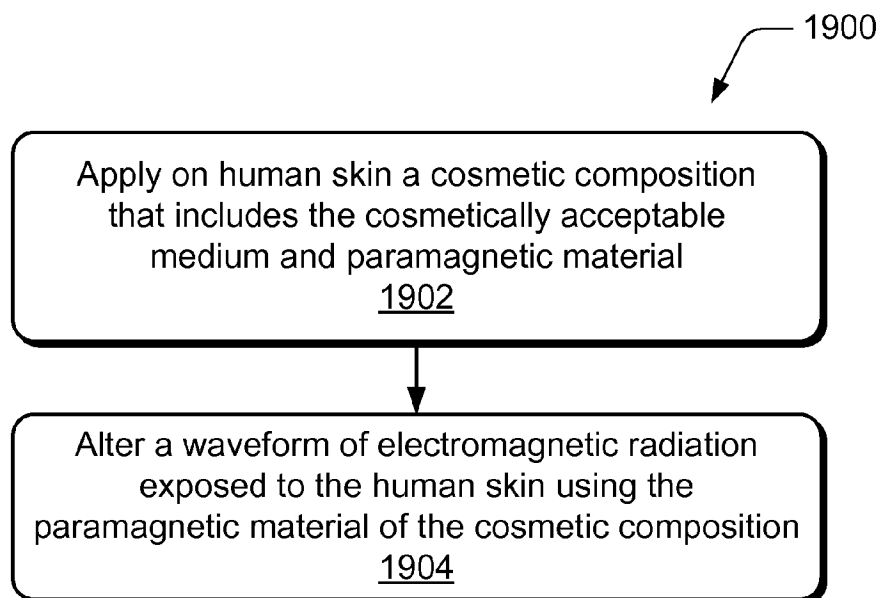 1900
Apply on human skin a cosmetic composition
that includes the cosmetically acceptable
medium and paramagnetic material
1902
Alter a waveform of electromagnetic radiation
exposed to the human skin using the
paramagnetic material of the cosmetic composition
1904